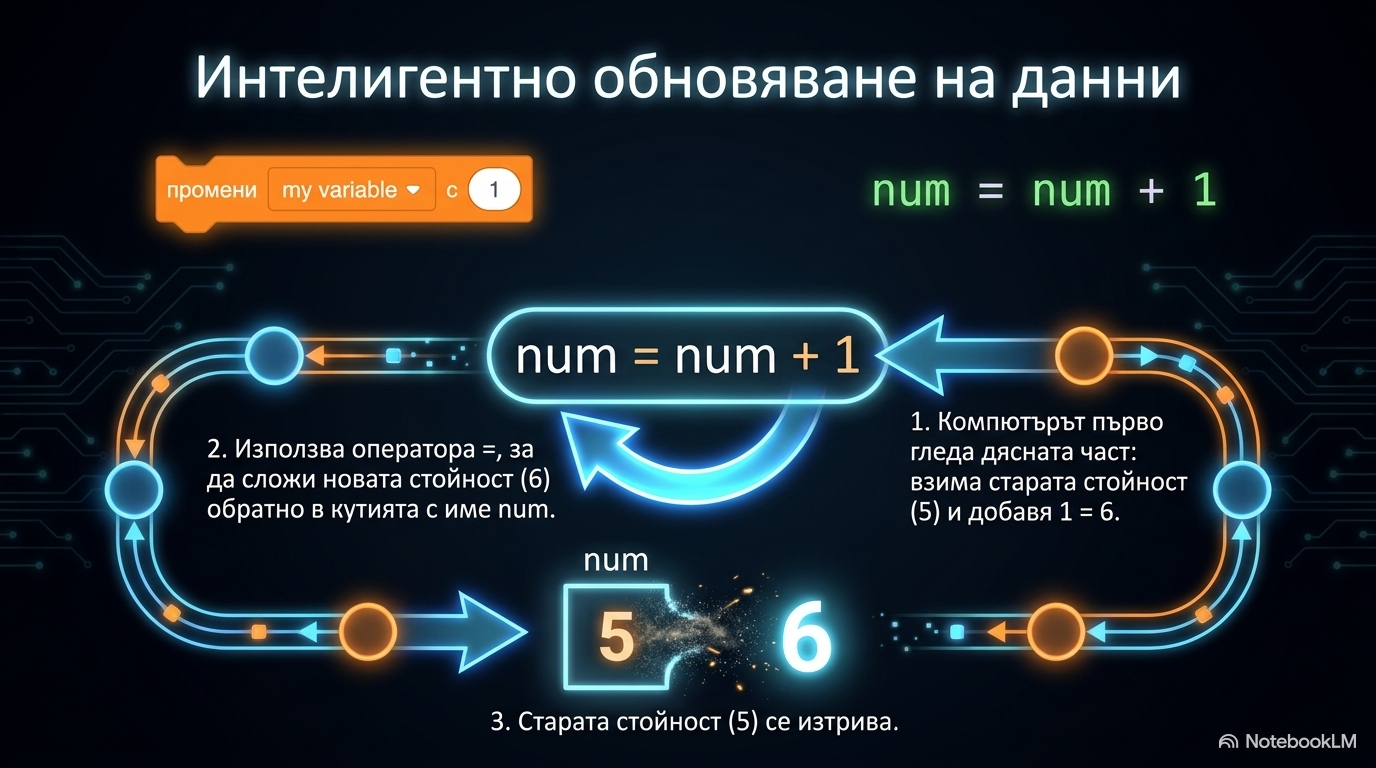 Интелигентно обновяване на данни
промени my variable с 1
num = num + 1
num = num + 1
1. Компютърът първо
гледа дясната част:
взима старата стойност
(5) и добавя 1 = 6.
2. Използва оператора =, за
да сложи новата стойност (6)
обратно в кутията с име num.
num
5 6
3. Старата стойност (5) се изтрива.
NotebookLM